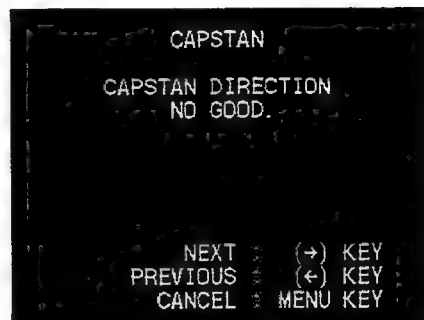 CAPSTAN
CAPSTAN DIRECTION
NO GOOD.
NEXT : (→) KEY
PREVIOUS : (←) KEY
CANCEL : MENU KEY